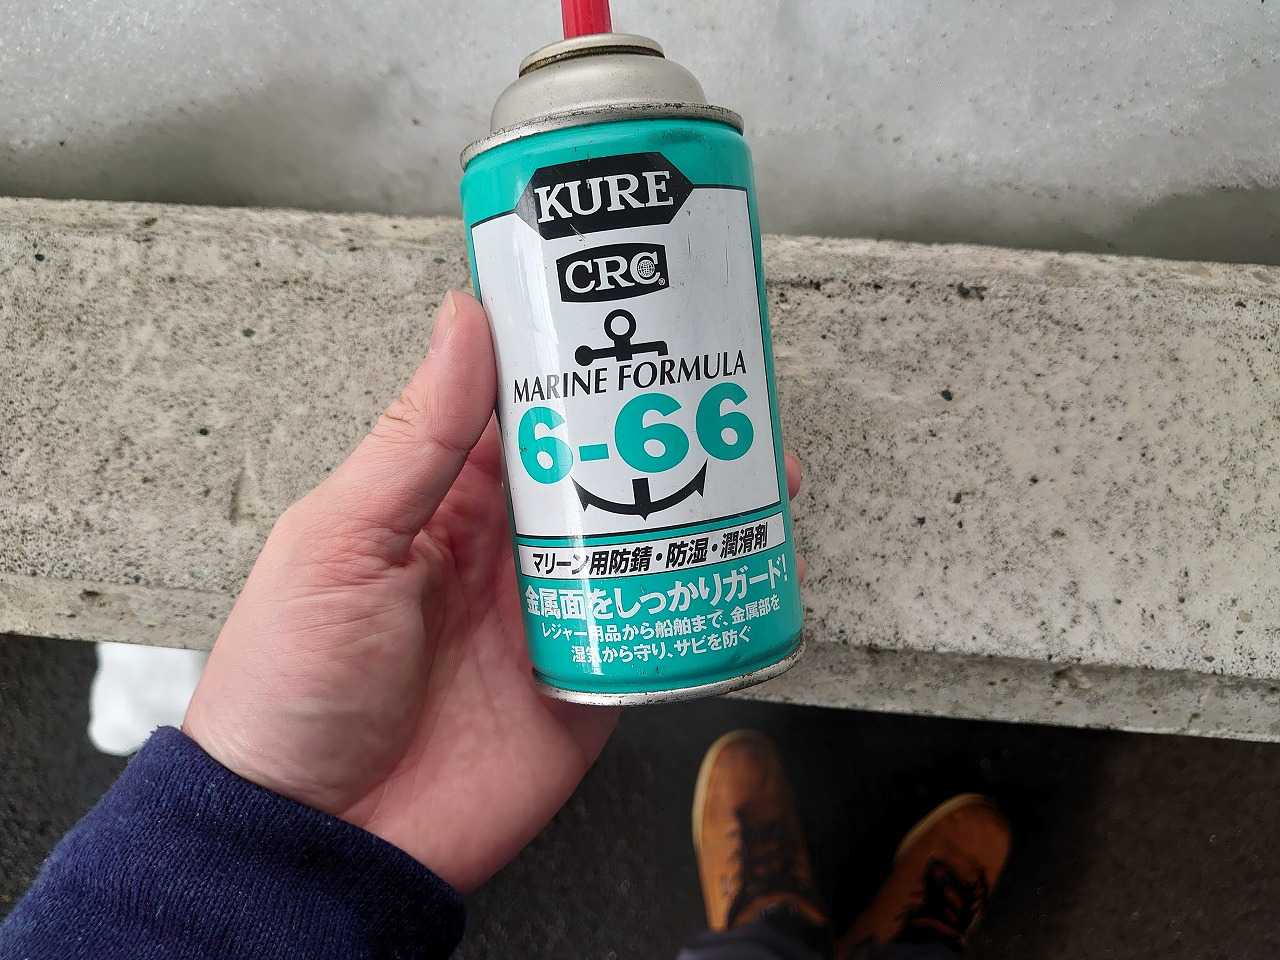 KURE
CRC®
MARINE FORMULA
6-66
マリーン用防錆・防湿・潤滑剤
金属面をしっかりガード!
レジャー用品から船舶まで、金属部を
湿気から守り、サビを防ぐ